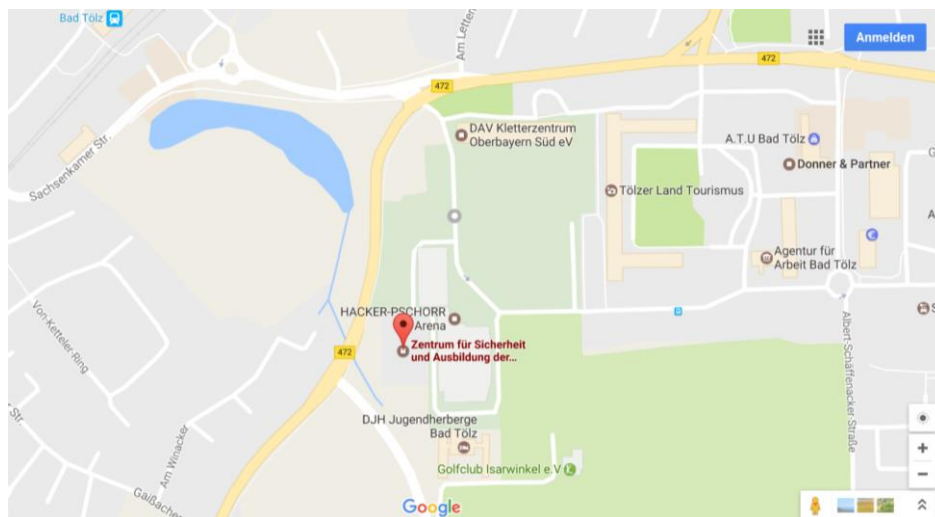 Bad Tölz
Am Letten
Anmelden
472
472
DAV Kletterzentrum
Oberbayern Süd eV
A.T.U Bad Tölz
Donner & Partner
Sachsenkamer Str.
Tölzer Land Tourismus
Agentur für
Arbeit Bad Tölz
HACKER-PSCHORR
Arena
Zentrum für Sicherheit
und Ausbildung der...
472
Von-Ketteler-Ring
Albert-Schäffenacker-Straße
DJH Jugendherberge
Bad Tölz
Golfclub Isarwinkel e.V
Am Winacker
Str.
Gaißacher
Google